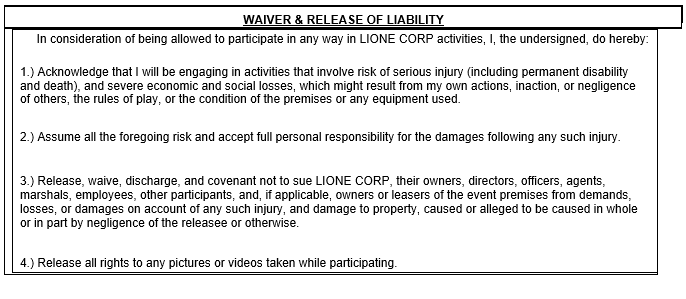 WAIVER & RELEASE OF LIABILITY
In consideration of being allowed to participate in any way in LIONE CORP activities, I, the undersigned, do hereby:
1.) Acknowledge that I will be engaging in activities that involve risk of serious injury (including permanent disability
and death), and severe economic and social losses, which might result from my own actions, inaction, or negligence
of others, the rules of play, or the condition of the premises or any equipment used.
2.) Assume all the foregoing risk and accept full personal responsibility for the damages following any such injury.
3.) Release, waive, discharge, and covenant not to sue LIONE CORP, their owners, directors, officers, agents,
marshals, employees, other participants, and, if applicable, owners or leasers of the event premises from demands,
losses, or damages on account of any such injury, and damage to property, caused or alleged to be caused in whole
or in part by negligence of the releasee or otherwise.
4.) Release all rights to any pictures or videos taken while participating.